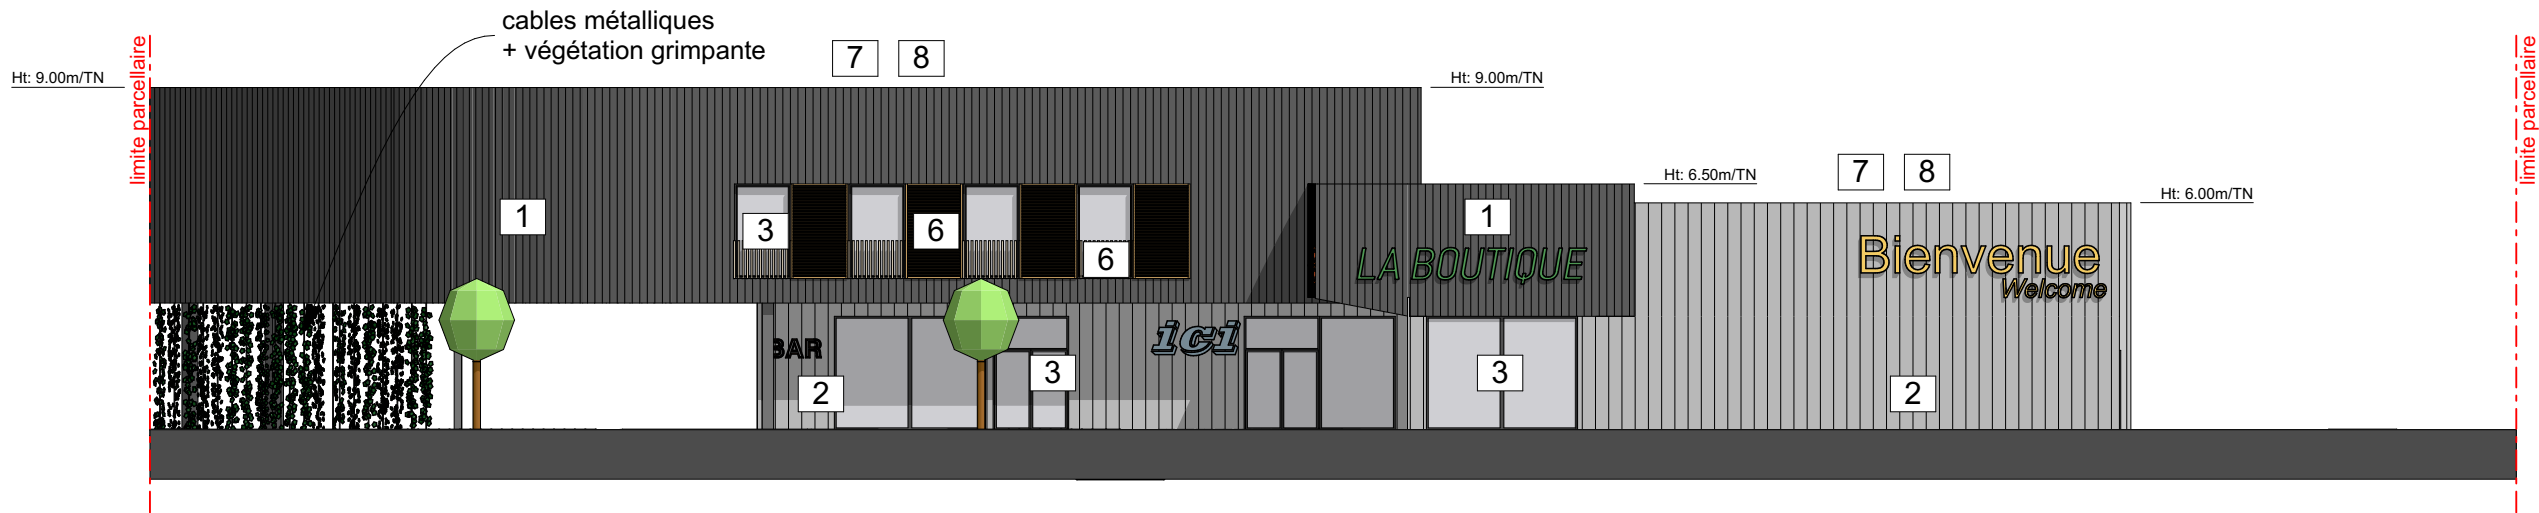 cables métalliques
+ végétation grimpante
7 8
limite parcellaire
limite parcellaire
Ht: 9.00m/TN
Ht: 9.00m/TN
7 8
Ht: 6.50m/TN
Ht: 6.00m/TN
1
1
3
6
6
LA BOUTIQUE
Bienvenue
Welcome
BAR
ici
3
3
2
2